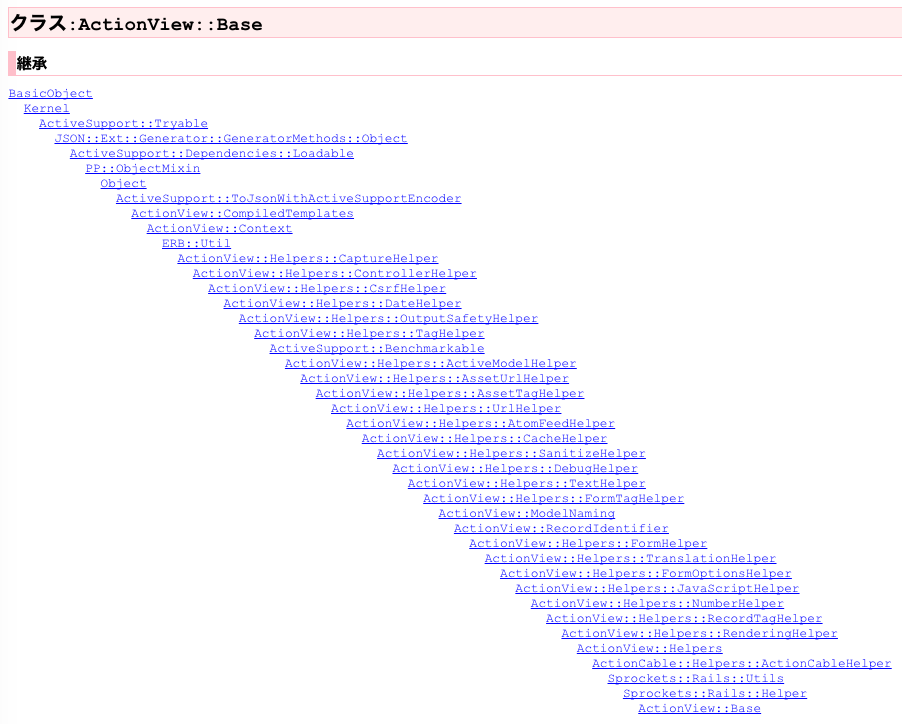 クラス:ActionView::Base
継承
BasicObject
Kernel
ActiveSupport::Tryable
JSON::Ext::Generator::GeneratorMethods::Object
ActiveSupport::Dependencies::Loadable
PP::ObjectMixin
Object
ActiveSupport::ToJsonWithActiveSupportEncoder
ActionView::CompiledTemplates
ActionView::Context
ERB::Util
ActionView::Helpers::CaptureHelper
ActionView::Helpers::ControllerHelper
ActionView::Helpers::CsrfHelper
ActionView::Helpers::DateHelper
ActionView::Helpers::OutputSafetyHelper
ActionView::Helpers::TagHelper
ActiveSupport::Benchmarkable
ActionView::Helpers::ActiveModelHelper
ActionView::Helpers::AssetUrlHelper
ActionView::Helpers::AssetTagHelper
ActionView::Helpers::UrlHelper
ActionView::Helpers::AtomFeedHelper
ActionView::Helpers::CacheHelper
ActionView::Helpers::SanitizeHelper
ActionView::Helpers::DebugHelper
ActionView::Helpers::TextHelper
ActionView::Helpers::FormTagHelper
ActionView::ModelNaming
ActionView::RecordIdentifier
ActionView::Helpers::FormHelper
ActionView::Helpers::TranslationHelper
ActionView::Helpers::FormOptionsHelper
ActionView::Helpers::JavaScriptHelper
ActionView::Helpers::NumberHelper
ActionView::Helpers::RecordTagHelper
ActionView::Helpers::RenderingHelper
ActionView::Helpers
ActionCable::Helpers::ActionCableHelper
Sprockets::Rails::Utils
Sprockets::Rails::Helper
ActionView::Base